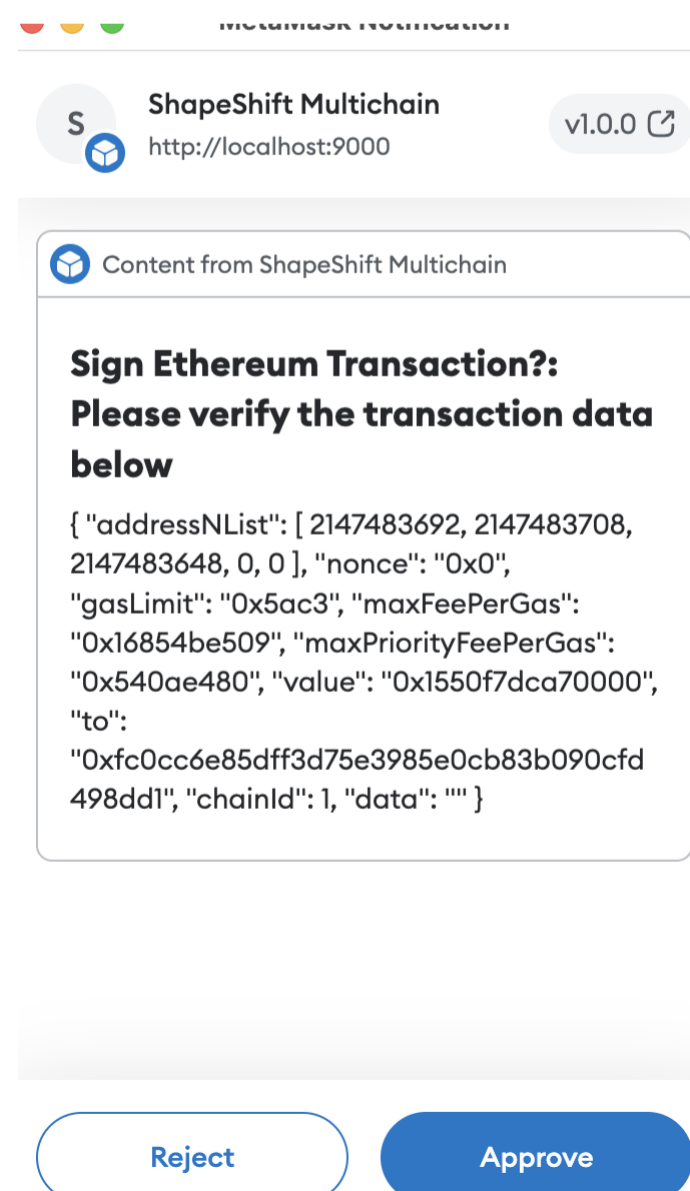 MetaMask Notification
S
ShapeShift Multichain
http://localhost:9000
v1.0.0
Content from ShapeShift Multichain
Sign Ethereum Transaction?:
Please verify the transaction data
below
{ "addressNList": [ 2147483692, 2147483708,
2147483648, 0, 0 ], "nonce": "0x0",
"gasLimit": "0x5ac3", "maxFeePerGas":
"0x16854be509", "maxPriorityFeePerGas":
"0x540ae480", "value": "0x1550f7dca70000",
"to":
"0xfc0cc6e85dff3d75e3985e0cb83b090cfd
498dd1", "chainId": 1, "data": "" }
Reject
Approve